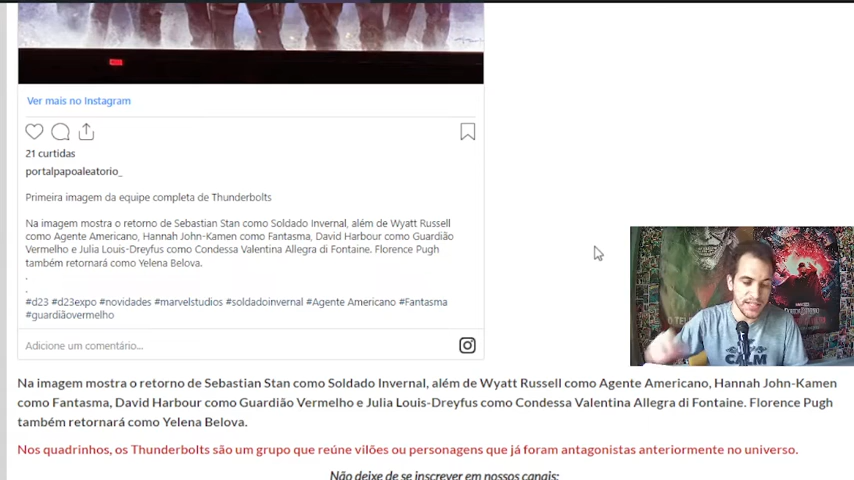 Ver mais no Instagram
21 curtidas
portalpapoaleatorio_
Primeira imagem da equipe completa de Thunderbolts
Na imagem mostra o retorno de Sebastian Stan como Soldado Invernal, além de Wyatt Russell
como Agente Americano, Hannah John-Kamen como Fantasma, David Harbour como Guardião
Vermelho e Julia Louis-Dreyfus como Condessa Valentina Allegra di Fontaine. Florence Pugh
também retornará como Yelena Belova.
.
.
#d23 #d23expo #novidades #marvelstudios #soldadoinvernal #Agente Americano #Fantasma
#guardiãovermelho
Adicione um comentário...
Na imagem mostra o retorno de Sebastian Stan como Soldado Invernal, além de Wyatt Russell como Agente Americano, Hannah John-Kamen
como Fantasma, David Harbour como Guardião Vermelho e Julia Louis-Dreyfus como Condessa Valentina Allegra di Fontaine. Florence Pugh
também retornará como Yelena Belova.
Nos quadrinhos, os Thunderbolts são um grupo que reúne vilões ou personagens que já foram antagonistas anteriormente no universo.
Não deixe de se inscrever em nossos canais:
CALM